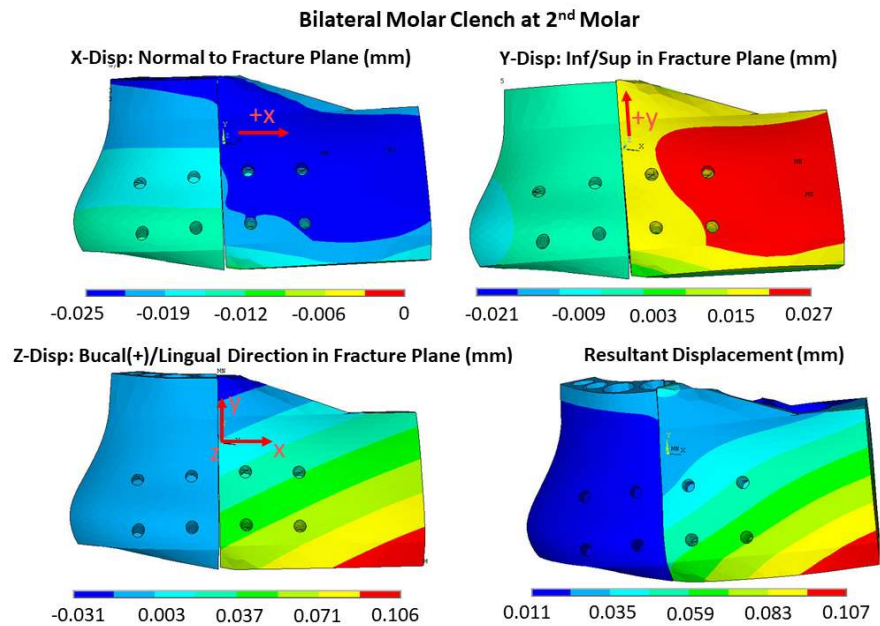 Bilateral Molar Clench at 2nd Molar
X-Disp: Normal to Fracture Plane (mm)
Y-Disp: Inf/Sup in Fracture Plane (mm)
+x
+y
-0.025 -0.019 -0.012 -0.006 0
-0.021 -0.009 0.003 0.015 0.027
Z-Disp: Bucal(+)/Lingual Direction in Fracture Plane (mm)
Resultant Displacement (mm)
MN
y
z
x
MN X
-0.031 0.003 0.037 0.071 0.106
0.011 0.035 0.059 0.083 0.107